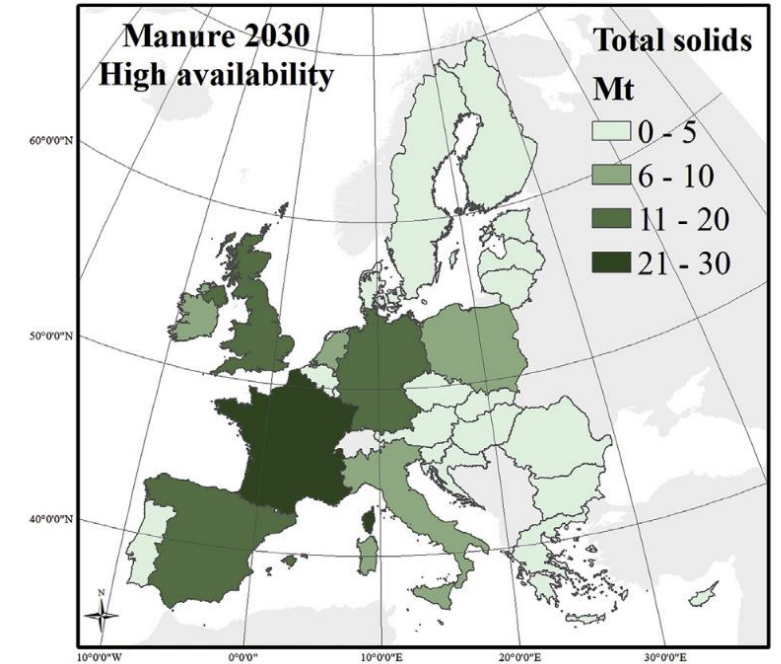 Manure 2030
High availability
Total solids
Mt
0 - 5
6 - 10
11 - 20
21 - 30
60°0'0"N
50°0'0"N
40°0'0"N
N
10°0'0"W
0°0'0"
10°0'0"E
20°0'0"E
30°0'0"E